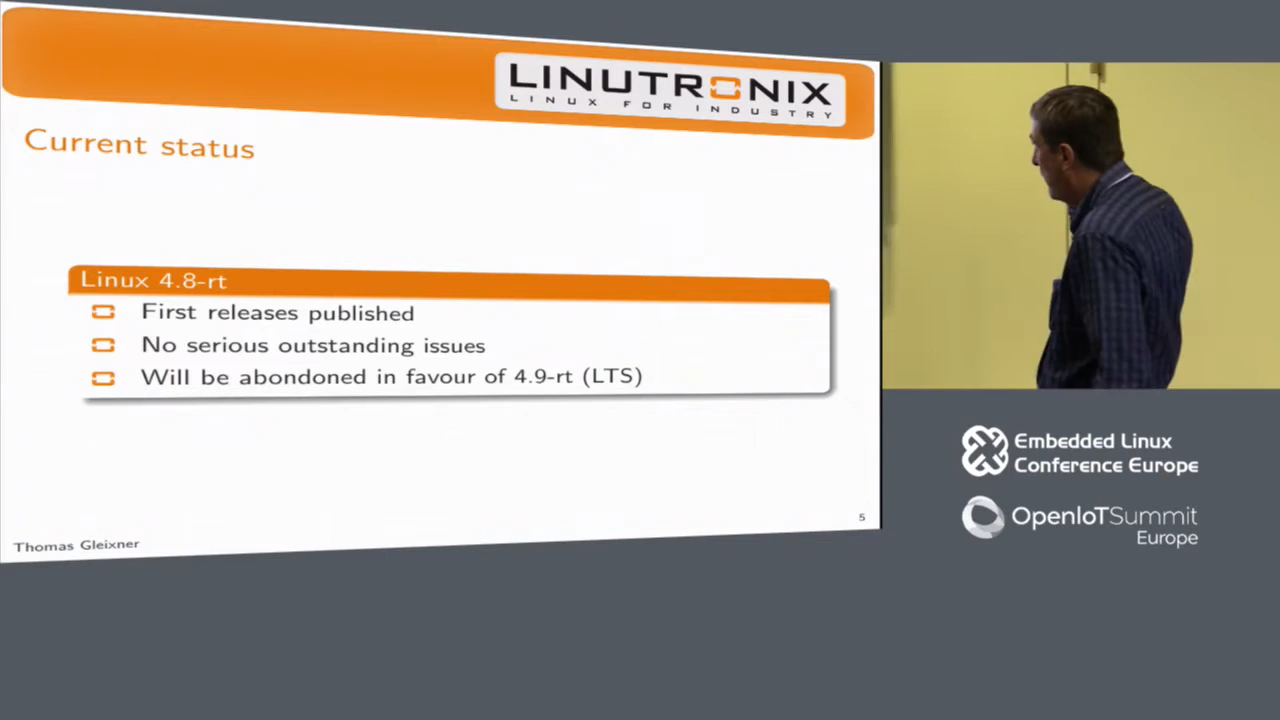 LINUTRONIX
LINUX FOR INDUSTRY
Current status
Linux 4.8-rt
First releases published
No serious outstanding issues
Will be abondoned in favour of 4.9-rt (LTS)
5
Thomas Gleixner
Embedded Linux
Conference Europe
OpenIoTSummit
Europe